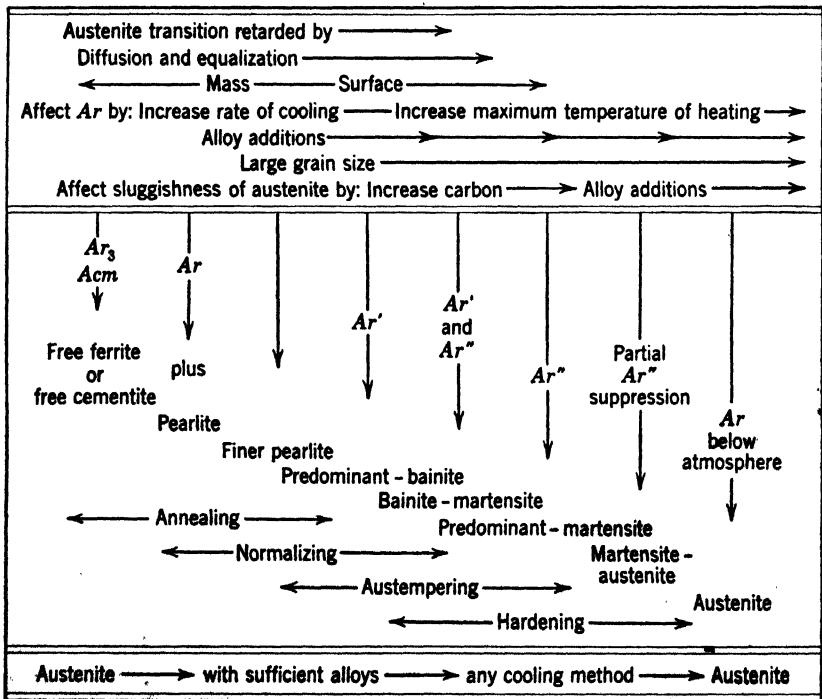 Austenite transition retarded by
Diffusion and equalization
Mass Surface
Affect Ar by: Increase rate of cooling Increase maximum temperature of heating
Alloy additions
Large grain size
Affect sluggishness of austenite by: Increase carbon Alloy additions
Ar₃
Acm
Free ferrite
or
free cementite
Ar
plus
Pearlite
Finer pearlite
Ar'
Predominant - bainite
Ar'
and
Ar"
Bainite - martensite
Ar"
Predominant - martensite
Partial
Ar"
suppression
Martensite -
austenite
Ar
below
atmosphere
Austenite
Annealing
Normalizing
Austempering
Hardening
Austenite with sufficient alloys any cooling method Austenite